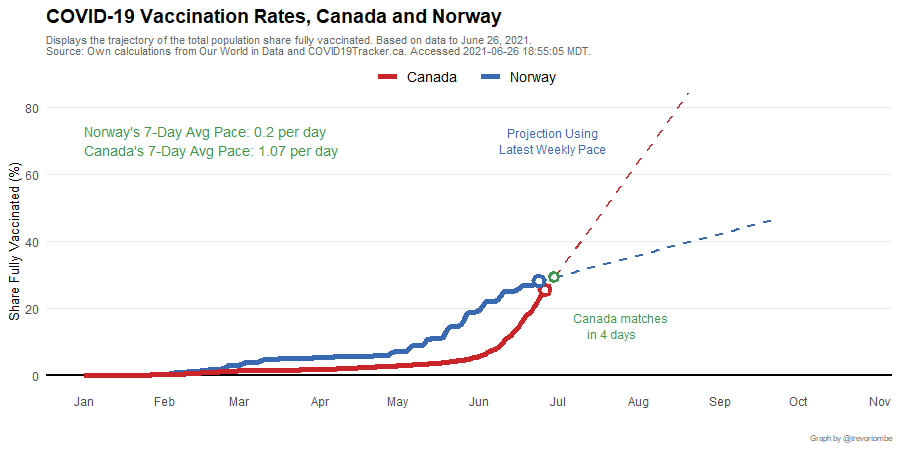 COVID-19 Vaccination Rates, Canada and Norway
Displays the trajectory of the total population share fully vaccinated. Based on data to June 26, 2021.
Source: Own calculations from Our World in Data and COVID19Tracker.ca. Accessed 2021-06-26 18:55:05 MDT.
Canada Norway
80
60
40
20
0
Share Fully Vaccinated (%)
Norway's 7-Day Avg Pace: 0.2 per day
Canada's 7-Day Avg Pace: 1.07 per day
Projection Using
Latest Weekly Pace
Canada matches
in 4 days
Jan Feb Mar Apr May Jun Jul Aug Sep Oct Nov
Graph by @trevortombe